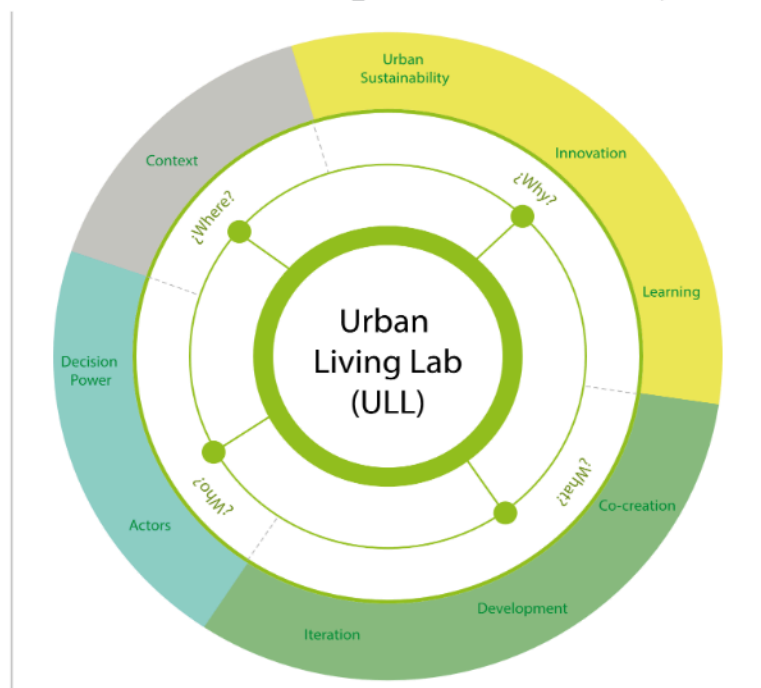 Urban
Sustainability
Innovation
Learning
¿Why?
Context
¿Where?
Urban
Living Lab
(ULL)
Decision
Power
Actors
¿Who?
¿What?
Co-creation
Development
Iteration